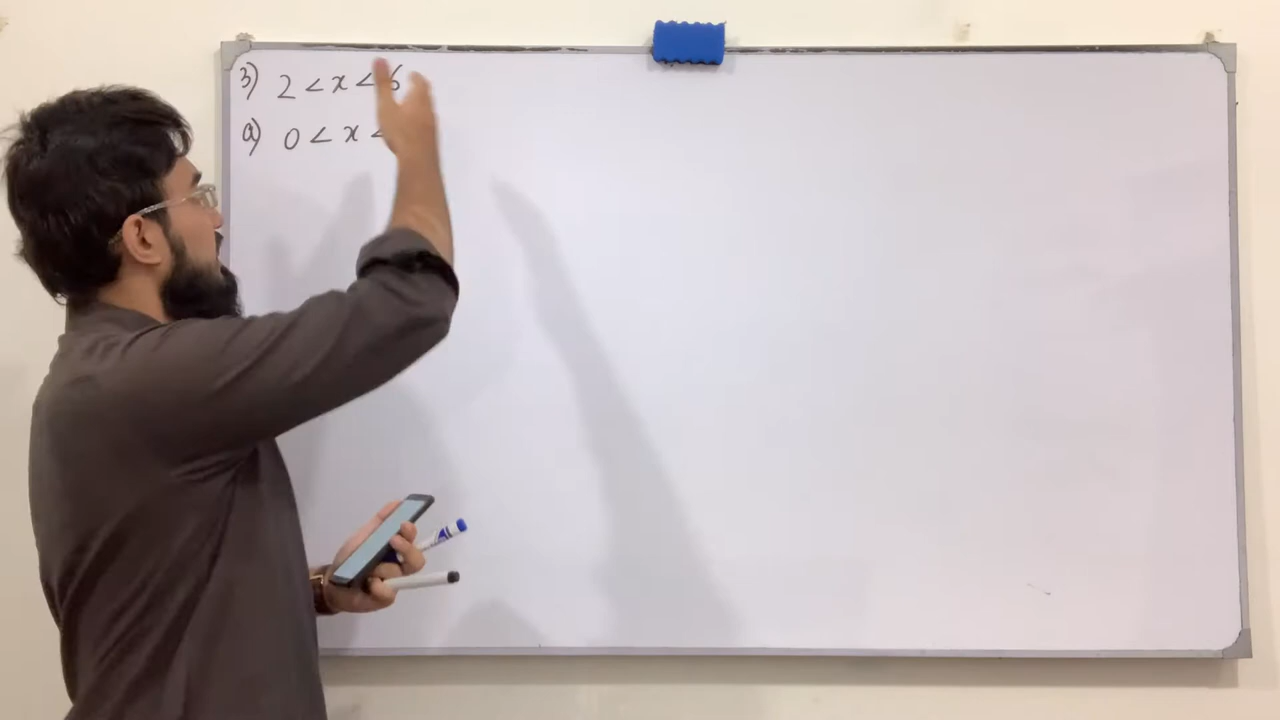 3) 2 < x < 6
a) 0 < x <